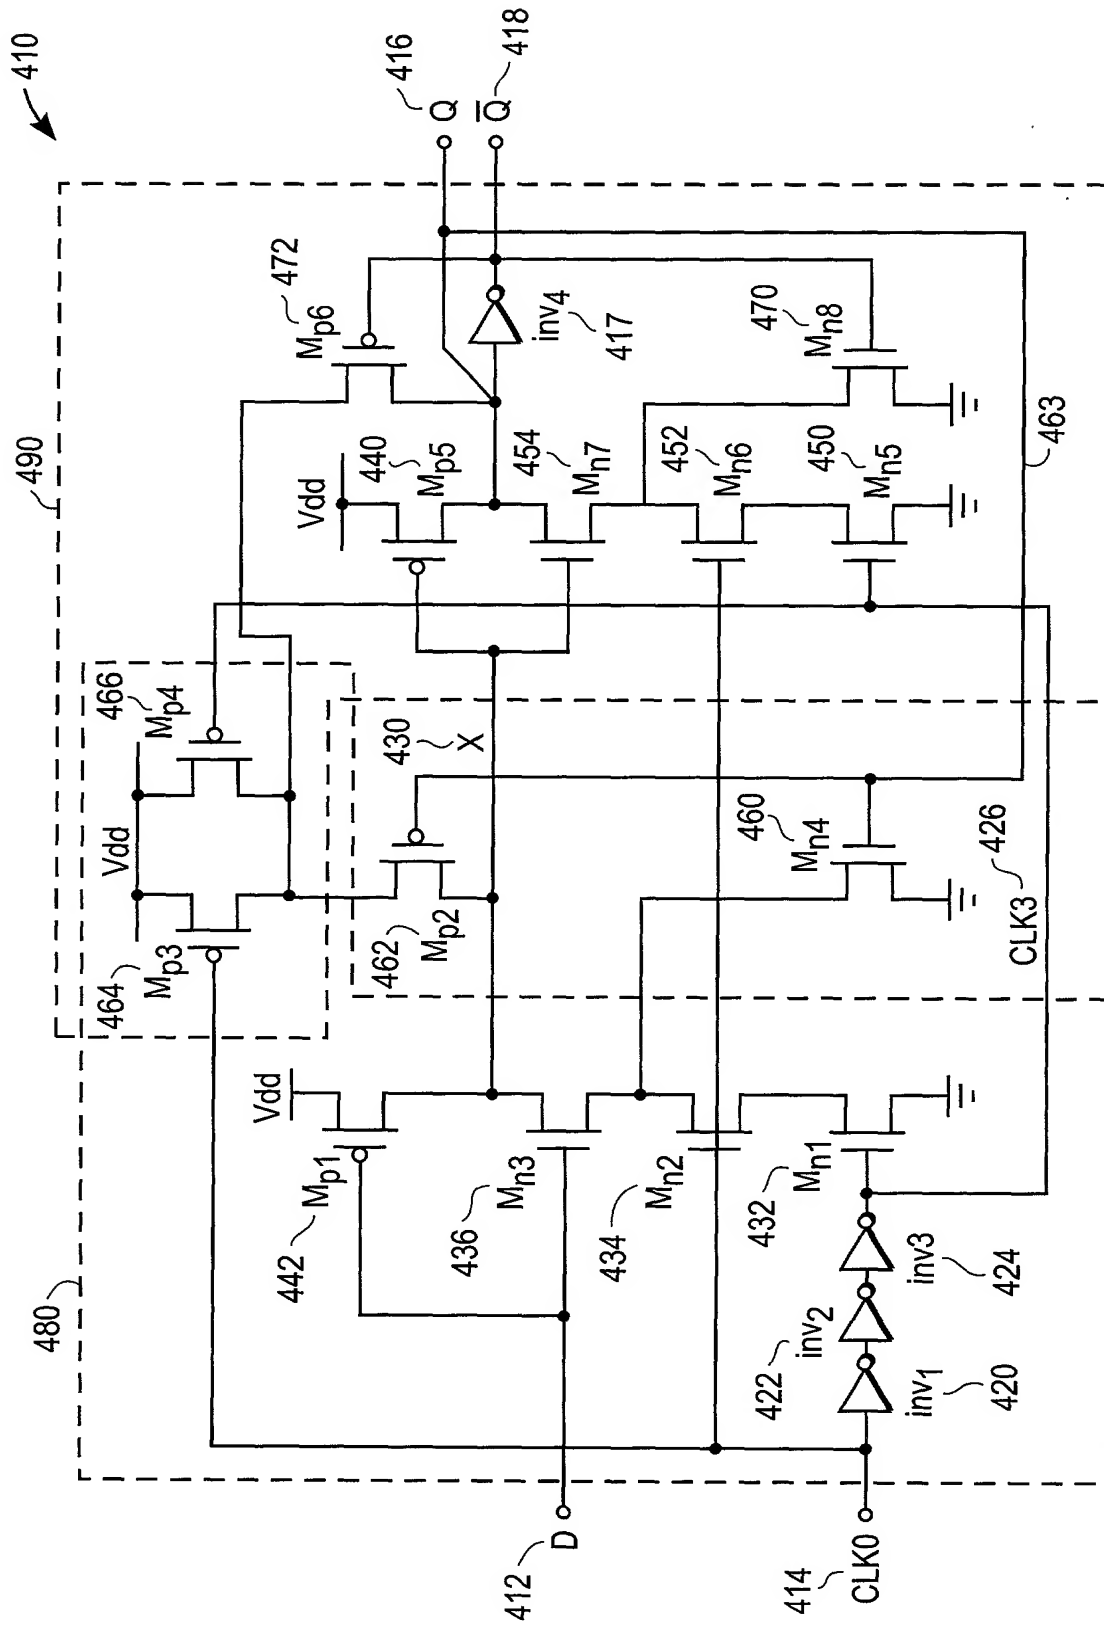 410
490
480
472
Mp6
416
Q
Q̅
418
466
Mp4
Vdd
464
Mp3
Vdd
440
Mp5
inv4
417
454
Mn7
470
Mn8
452
Mn6
450
Mn5
463
430
X
462
Mp2
460
Mn4
426
CLK3
Vdd
442
Mp1
436
Mn3
434
Mn2
432
Mn1
inv3
424
422
inv2
inv1
420
412
D
414
CLK0